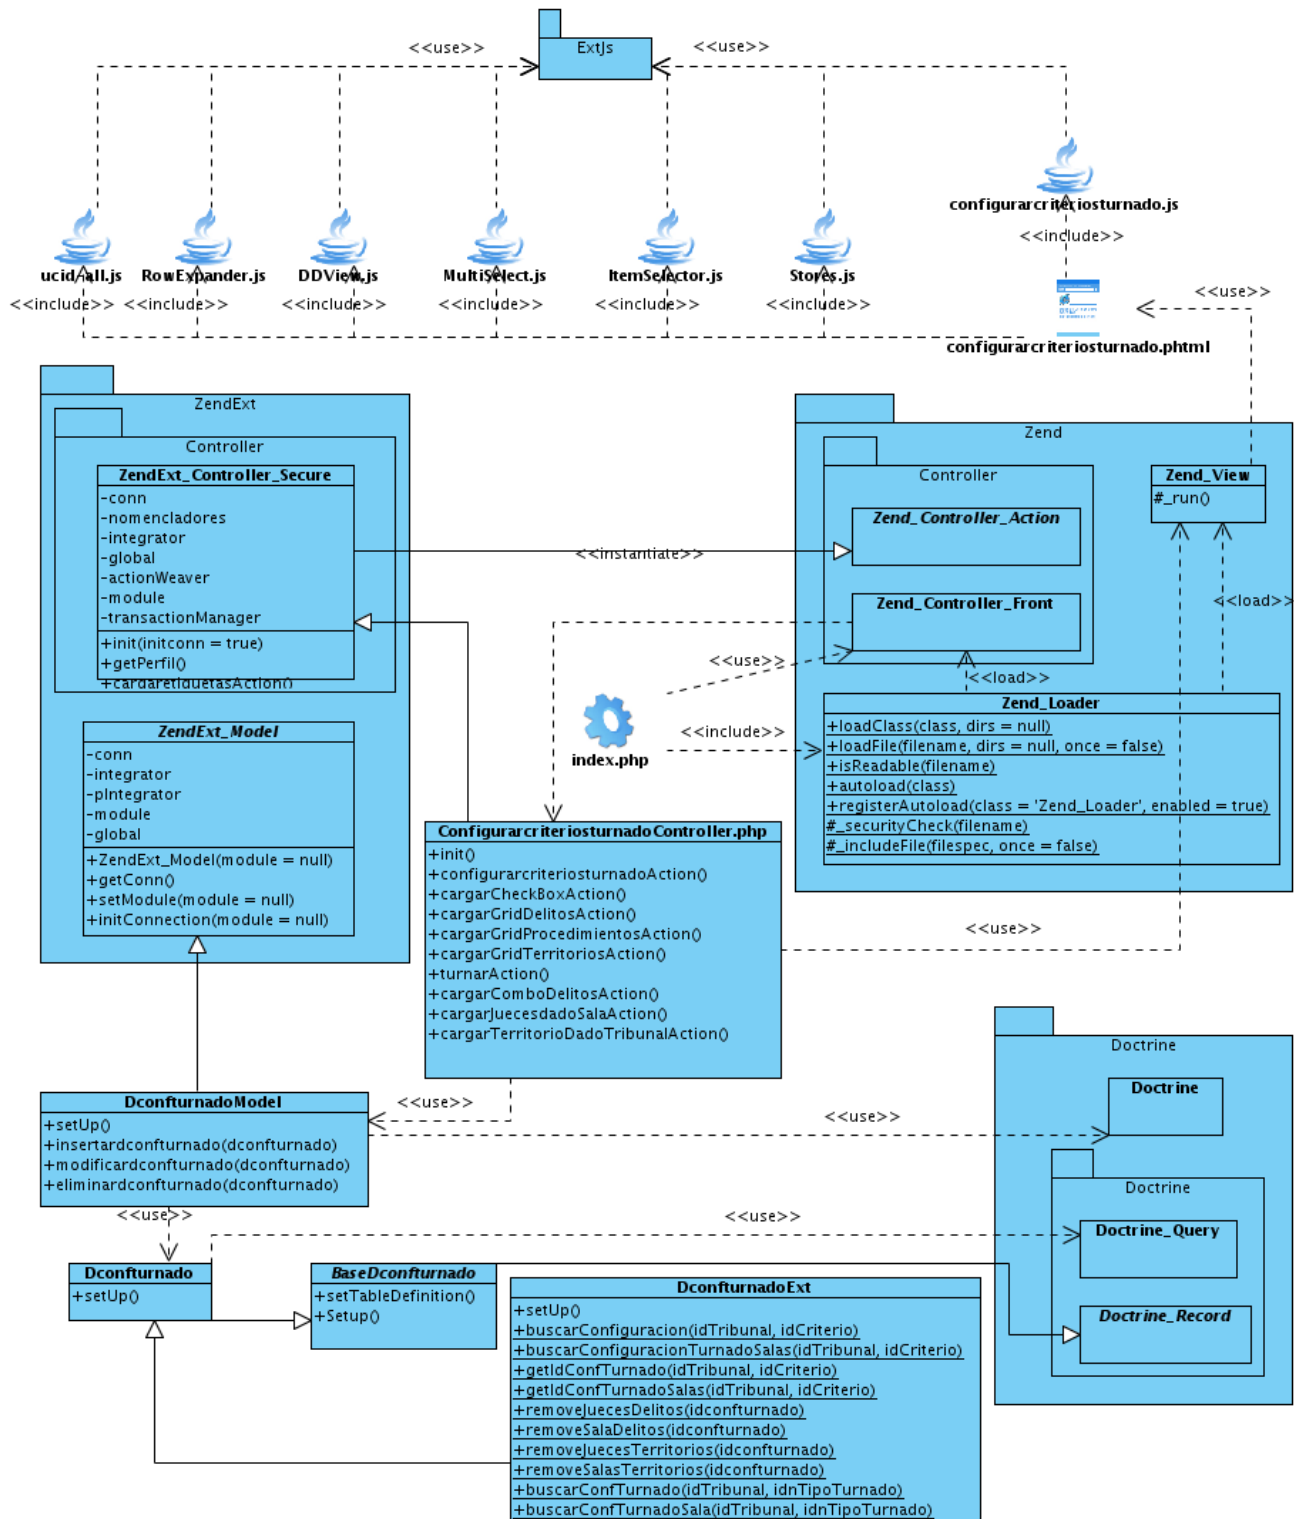 <<use>>
ExtJs
<<use>>
configurarcriteriosturnado.js
<<include>>
ucid-all.js
RowExpander.js
DDView.js
MultiSelect.js
ItemSelector.js
Stores.js
<<include>>
<<include>>
<<include>>
<<include>>
<<include>>
<<include>>
<<use>>
configurarcriteriosturnado.phtml
ZendExt
Controller
ZendExt_Controller_Secure
-conn
-nomencladores
-integrator
-global
-actionWeaver
-module
-transactionManager
+init(initconn = true)
+getPerfil()
+cargaretiquetasAction()
ZendExt_Model
-conn
-integrator
-pIntegrator
-module
-global
+ZendExt_Model(module = null)
+getConn()
+setModule(module = null)
+initConnection(module = null)
<<instantiate>>
Zend
Controller
Zend_Controller_Action
Zend_Controller_Front
Zend_View
#_run()
<<load>>
<<load>>
<<use>>
<<include>>
index.php
Zend_Loader
+loadClass(class, dirs = null)
+loadFile(filename, dirs = null, once = false)
+isReadable(filename)
+autoload(class)
+registerAutoload(class = 'Zend_Loader', enabled = true)
#_securityCheck(filename)
#_includeFile(filespec, once = false)
ConfigurarcriteriosturnadoController.php
+init()
+configurarcriteriosturnadoAction()
+cargarCheckBoxAction()
+cargarGridDelitosAction()
+cargarGridProcedimientosAction()
+cargarGridTerritoriosAction()
+turnarAction()
+cargarComboDelitosAction()
+cargarJuecesdadoSalaAction()
+cargarTerritorioDadoTribunalAction()
<<use>>
DconfturnadoModel
+setUp()
+insertardconfturnado(dconfturnado)
+modificardconfturnado(dconfturnado)
+eliminardconfturnado(dconfturnado)
<<use>>
<<use>>
<<use>>
<<use>>
Doctrine
Doctrine
Doctrine
Doctrine_Query
Doctrine_Record
Dconfturnado
+setUp()
BaseDconfturnado
+setTableDefinition()
+Setup()
DconfturnadoExt
+setUp()
+buscarConfiguracion(idTribunal, idCriterio)
+buscarConfiguracionTurnadoSalas(idTribunal, idCriterio)
+getIdConfTurnado(idTribunal, idCriterio)
+getIdConfTurnadoSalas(idTribunal, idCriterio)
+removeJuecesDelitos(idconfturnado)
+removeSalaDelitos(idconfturnado)
+removeJuecesTerritorios(idconfturnado)
+removeSalasTerritorios(idconfturnado)
+buscarConfTurnado(idTribunal, idnTipoTurnado)
+buscarConfTurnadoSala(idTribunal, idnTipoTurnado)